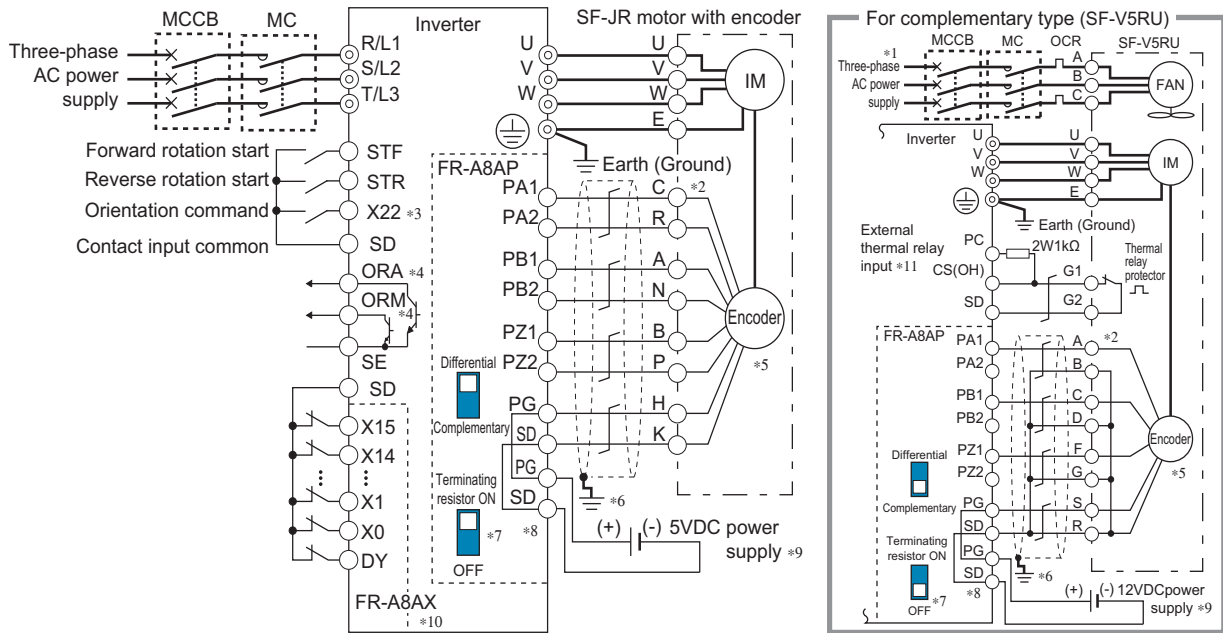 MCCB
MC
Three-phase
AC power
supply
R/L1
S/L2
T/L3
Inverter
SF-JR motor with encoder
U
V
W
U
V
W
E
IM
Earth (Ground)
Forward rotation start
Reverse rotation start
Orientation command
Contact input common
STF
STR
X22 *3
SD
ORA *4
ORM
*4
SE
SD
X15
X14
X1
X0
DY
FR-A8AX
*10
FR-A8AP
PA1
PA2
PB1
PB2
PZ1
PZ2
PG
SD
PG
SD
C *2
R
A
N
B
P
H
K
Encoder
*5
Differential
Complementary
Terminating
resistor ON
*7
OFF
*8
*6
(+) (-) 5VDC power
supply *9
For complementary type (SF-V5RU)
MCCB
MC
OCR
SF-V5RU
*1
Three-phase
AC power
supply
A
B
C
FAN
Inverter
U
V
W
U
V
W
E
IM
Earth (Ground)
External
thermal relay
input *11
PC
2W1kΩ
CS(OH)
SD
G1
G2
Thermal
relay
protector
FR-A8AP
PA1
PA2
PB1
PB2
PZ1
PZ2
PG
SD
PG
SD
A *2
B
C
D
F
G
S
R
Encoder
*5
Differential
Complementary
Terminating
resistor ON
*7
OFF
*8
*6
(+) (-) 12VDCpower
supply *9